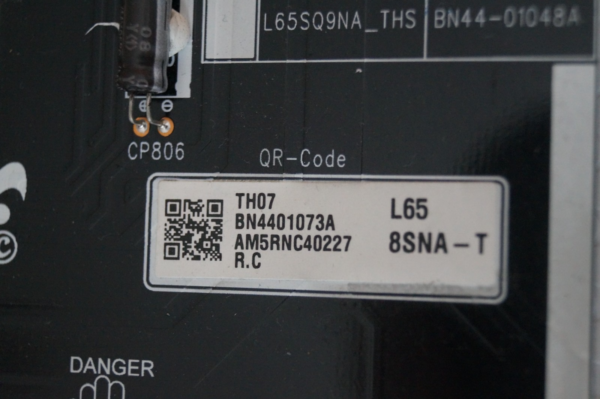 L65SQ9NA_THS BN44-01048A
CP806
QR-Code
TH07
BN4401073A
AM5RNC40227
R.C
L65
8SNA-T
©
DANGER